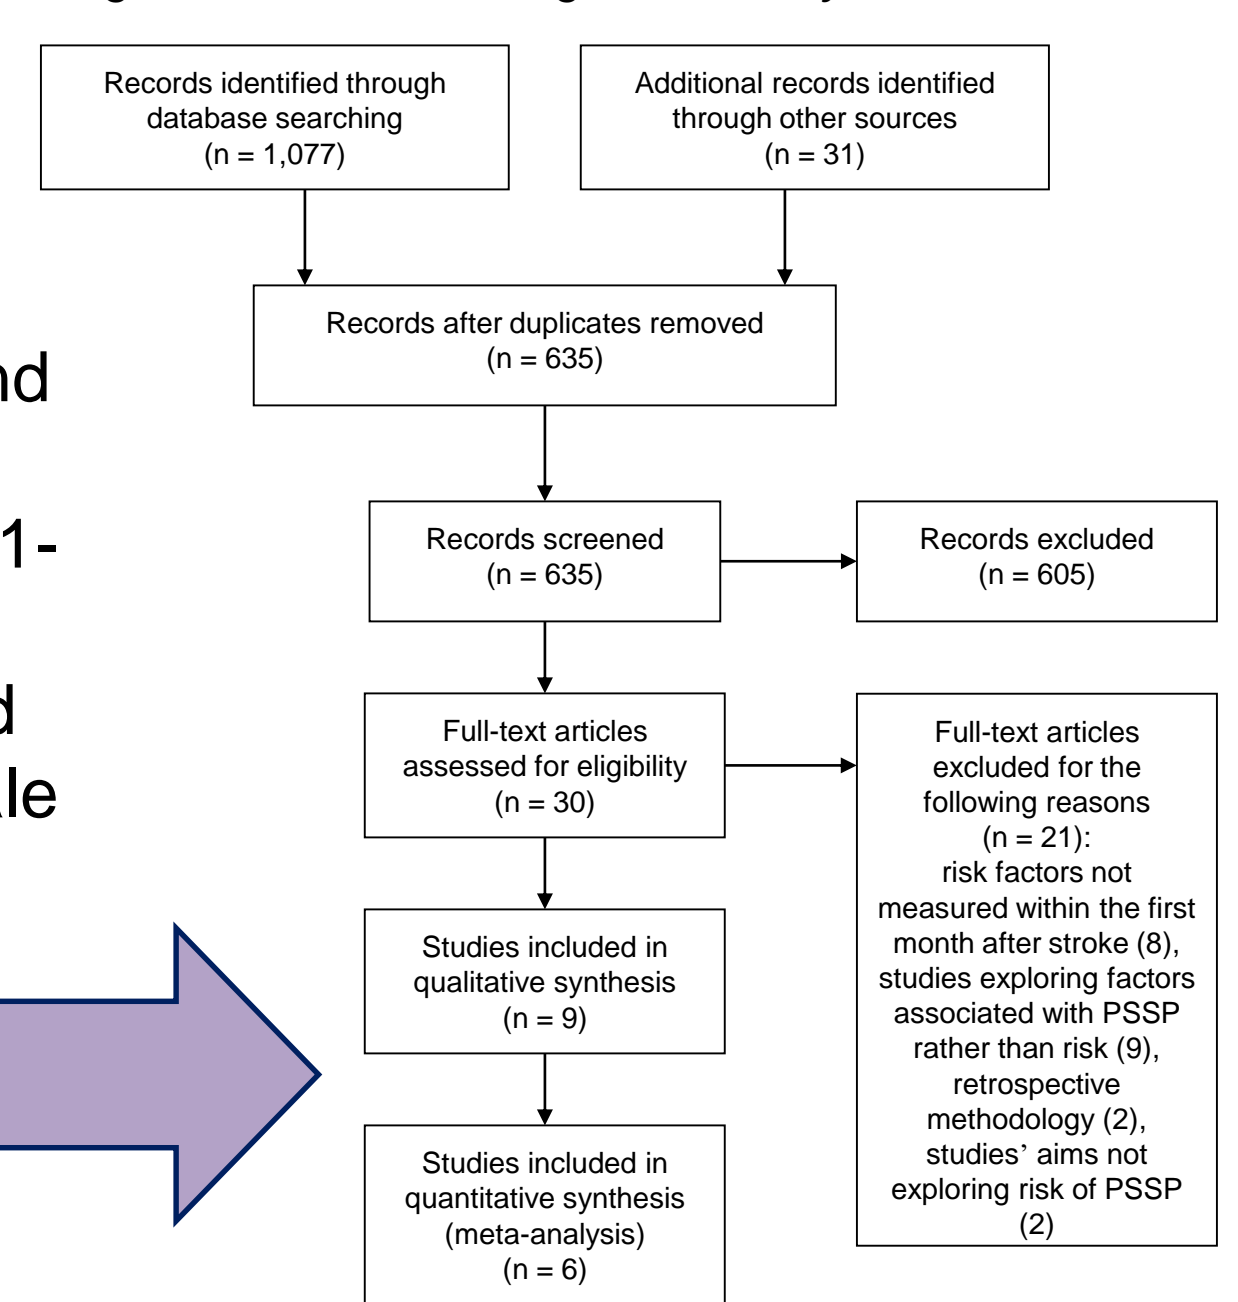 Records identified through
database searching
(n = 1,077)
Additional records identified
through other sources
(n = 31)
Records after duplicates removed
(n = 635)
nd
1-
d
le
Records screened
(n = 635)
Records excluded
(n = 605)
Full-text articles
assessed for eligibility
(n = 30)
Full-text articles
excluded for the
following reasons
(n = 21):
risk factors not
measured within the first
month after stroke (8),
studies exploring factors
associated with PSSP
rather than risk (9),
retrospective
methodology (2),
studies’ aims not
exploring risk of PSSP
(2)
Studies included in
qualitative synthesis
(n = 9)
Studies included in
quantitative synthesis
(meta-analysis)
(n = 6)